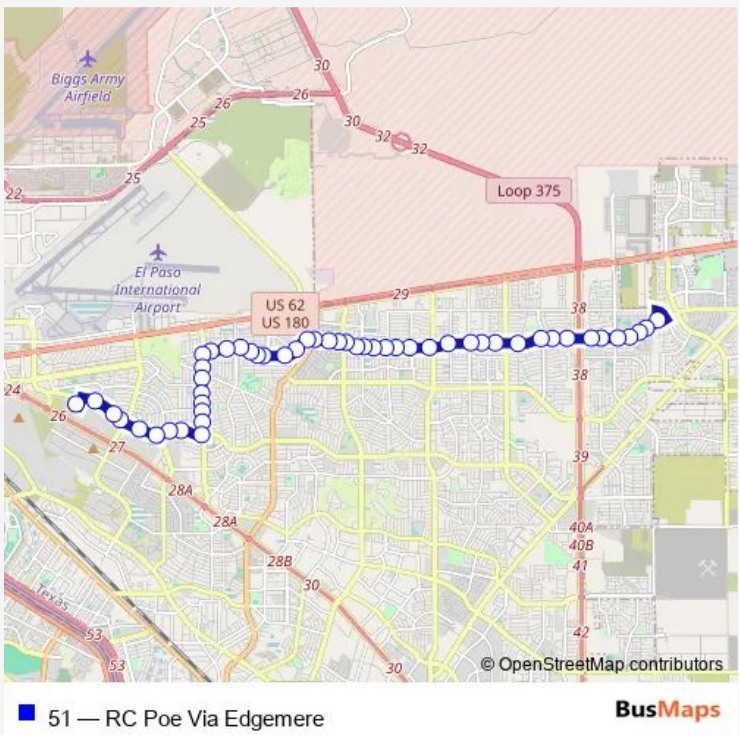 30
Biggs Army
Airfield
26
26
25
30
32
32
25
22
Loop 375
El Paso
International
Airport
29
US 62
US 180
38
24
26
38
27
39
28A
28A
40A
40B
28B
41
30
Texas
42
53
53
30
© OpenStreetMap contributors
51 — RC Poe Via Edgemere
BusMaps